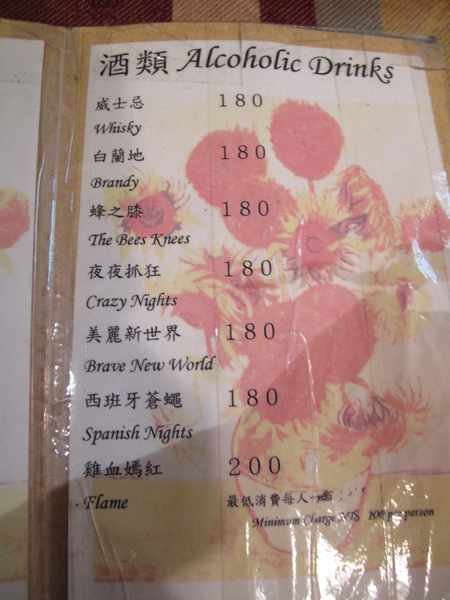 酒類 Alcoholic Drinks
威士忌 180
Whisky
白蘭地 180
Brandy
蜂之膝 180
The Bees Knees
夜夜抓狂 180
Crazy Nights
美麗新世界 180
Brave New World
西班牙蒼蠅 180
Spanish Nights
雞血嫣紅 200
Flame
最低消費每人一
Minimum Charge NT$ 100 per person